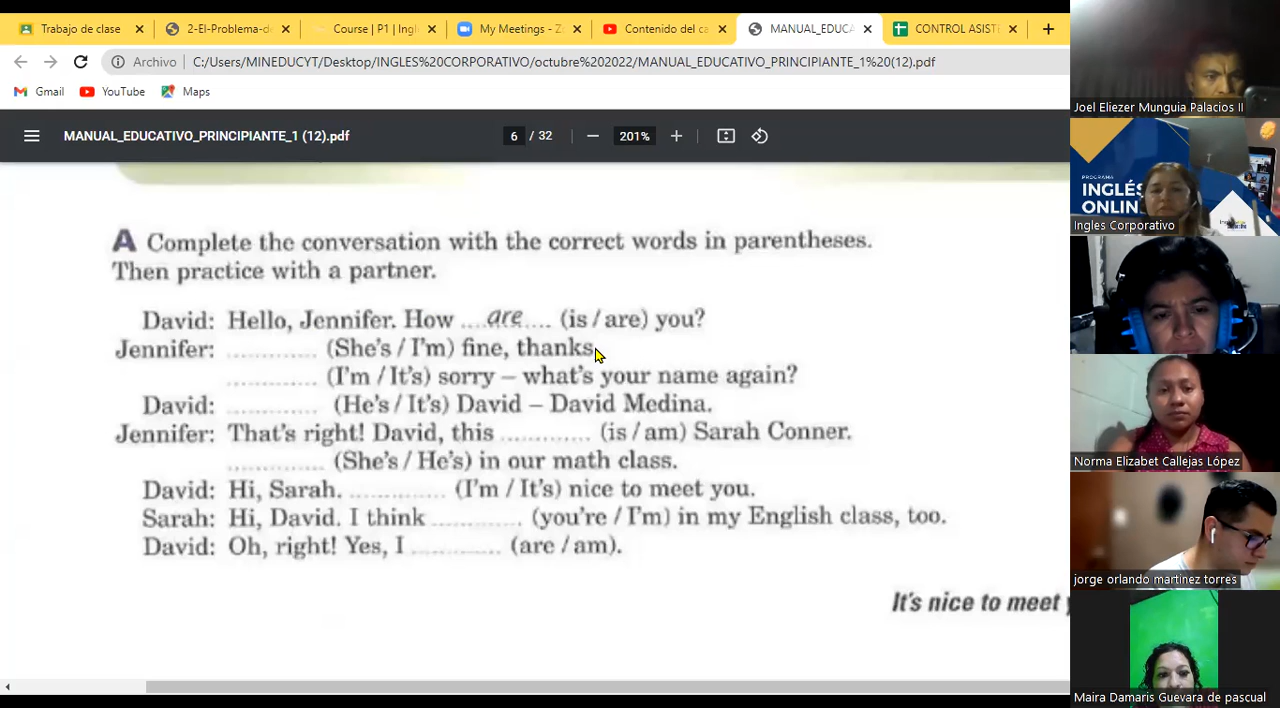 Trabajo de clase
2-El-Problema-d
Course | P1 | Ingl
My Meetings - Z
Contenido del ca
MANUAL_EDUCA
CONTROL ASIST
Archivo
C:/Users/MINEDUCYT/Desktop/INGLES%20CORPORATIVO/octubre%202022/MANUAL_EDUCATIVO_PRINCIPIANTE_1%20(12).pdf
Gmail
YouTube
Maps
MANUAL_EDUCATIVO_PRINCIPIANTE_1 (12).pdf
6 / 32
201%
A Complete the conversation with the correct words in parentheses.
Then practice with a partner.
David: Hello, Jennifer. How ....are.... (is / are) you?
Jennifer: ............ (She's / I'm) fine, thanks.
............ (I'm / It's) sorry – what's your name again?
David: ............ (He's / It's) David – David Medina.
Jennifer: That's right! David, this ............ (is / am) Sarah Conner.
............ (She's / He's) in our math class.
David: Hi, Sarah. ............ (I'm / It's) nice to meet you.
Sarah: Hi, David. I think ............ (you're / I'm) in my English class, too.
David: Oh, right! Yes, I ............ (are / am).
It's nice to meet
Joel Eliezer Munguia Palacios II
PROGRAMA
INGLÉS
ONLIN
Ingles Corporativo
Norma Elizabet Callejas López
jorge orlando martinez torres
Maira Damaris Guevara de pascual